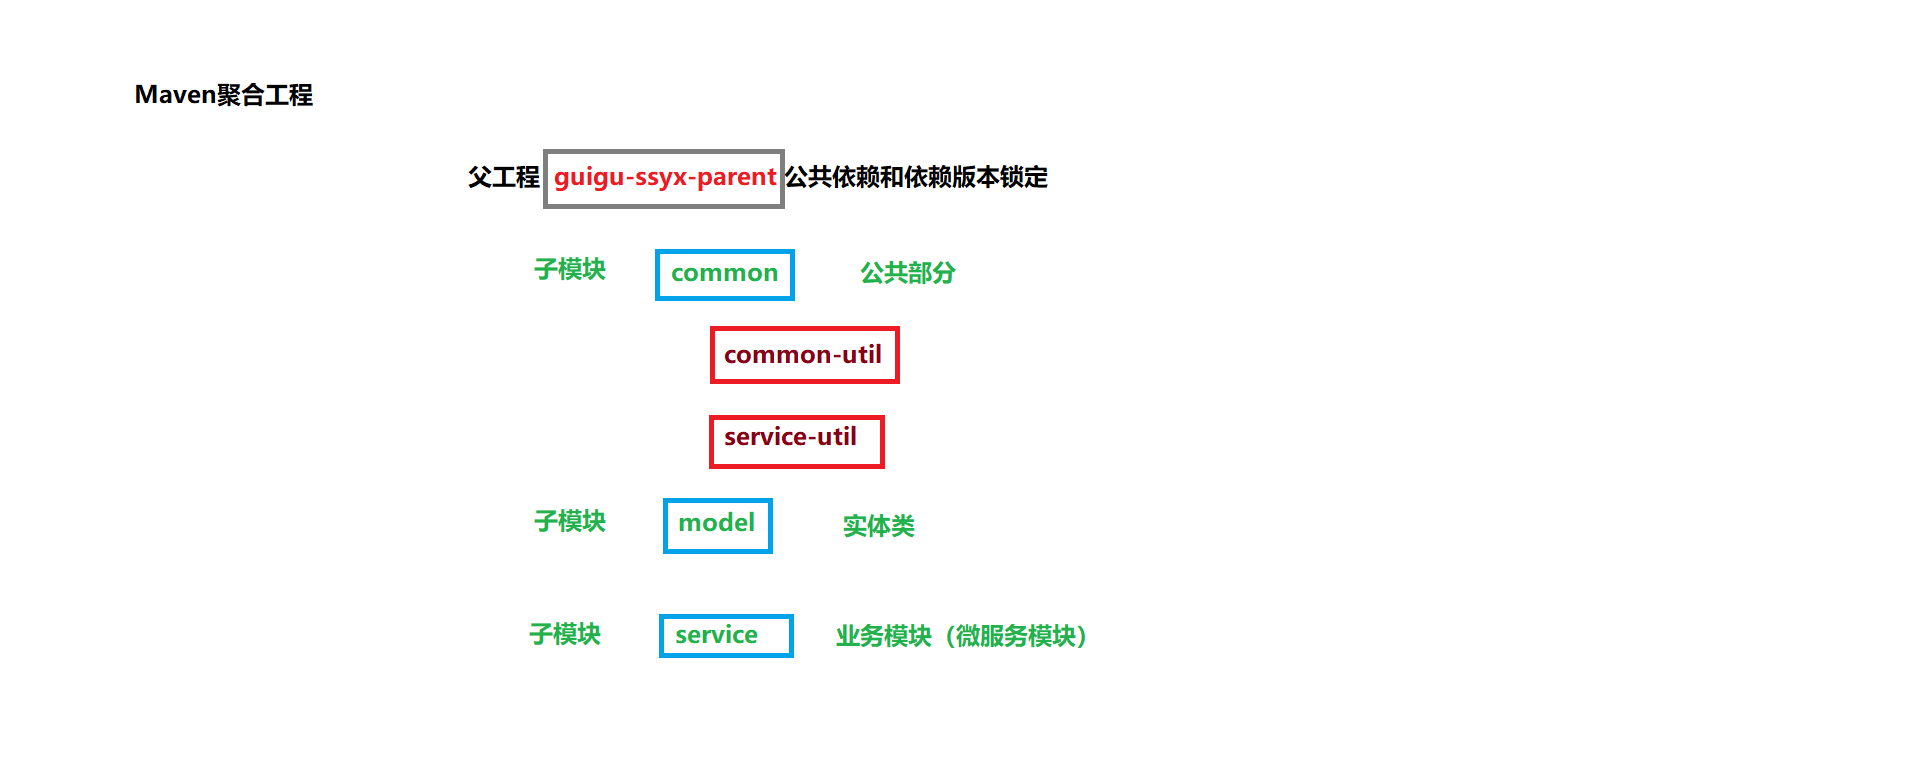 Maven聚合工程
父工程 guigu-ssyx-parent 公共依赖和依赖版本锁定
子模块 common 公共部分
common-util
service-util
子模块 model 实体类
子模块 service 业务模块（微服务模块）